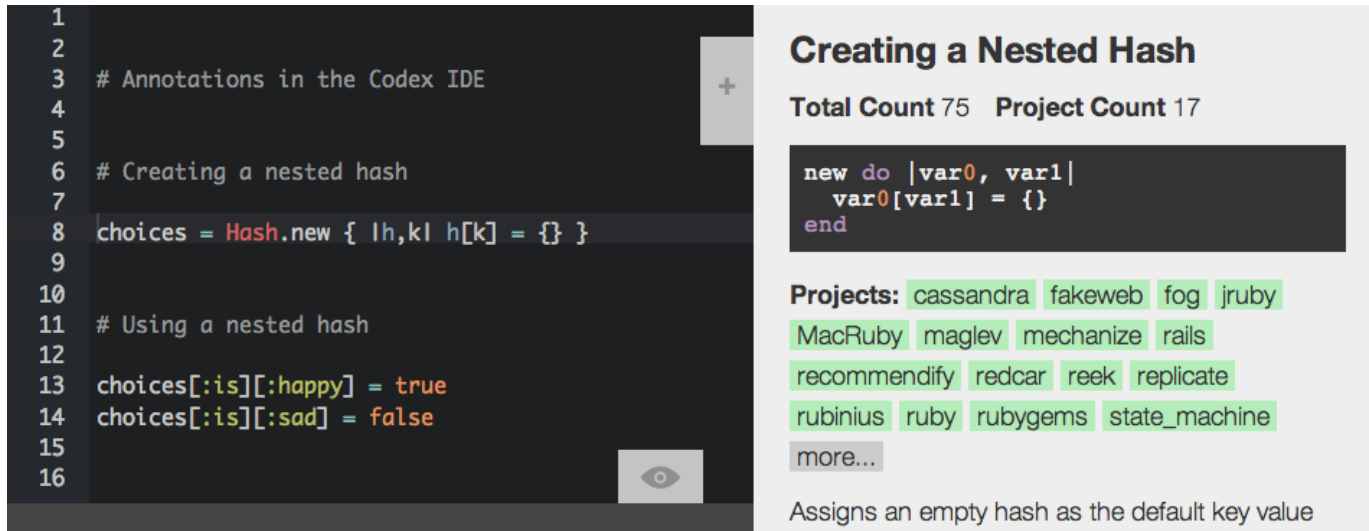 1
2
3 # Annotations in the Codex IDE
4
5
6 # Creating a nested hash
7
8 choices = Hash.new { |h,k| h[k] = {} }
9
10
11 # Using a nested hash
12
13 choices[:is][:happy] = true
14 choices[:is][:sad] = false
15
16
+
Creating a Nested Hash
Total Count 75 Project Count 17
new do |var0, var1|
  var0[var1] = {}
end
Projects: cassandra fakeweb fog jruby
MacRuby maglev mechanize rails
recommendify redcar reek replicate
rubinius ruby rubygems state_machine
more...
Assigns an empty hash as the default key value